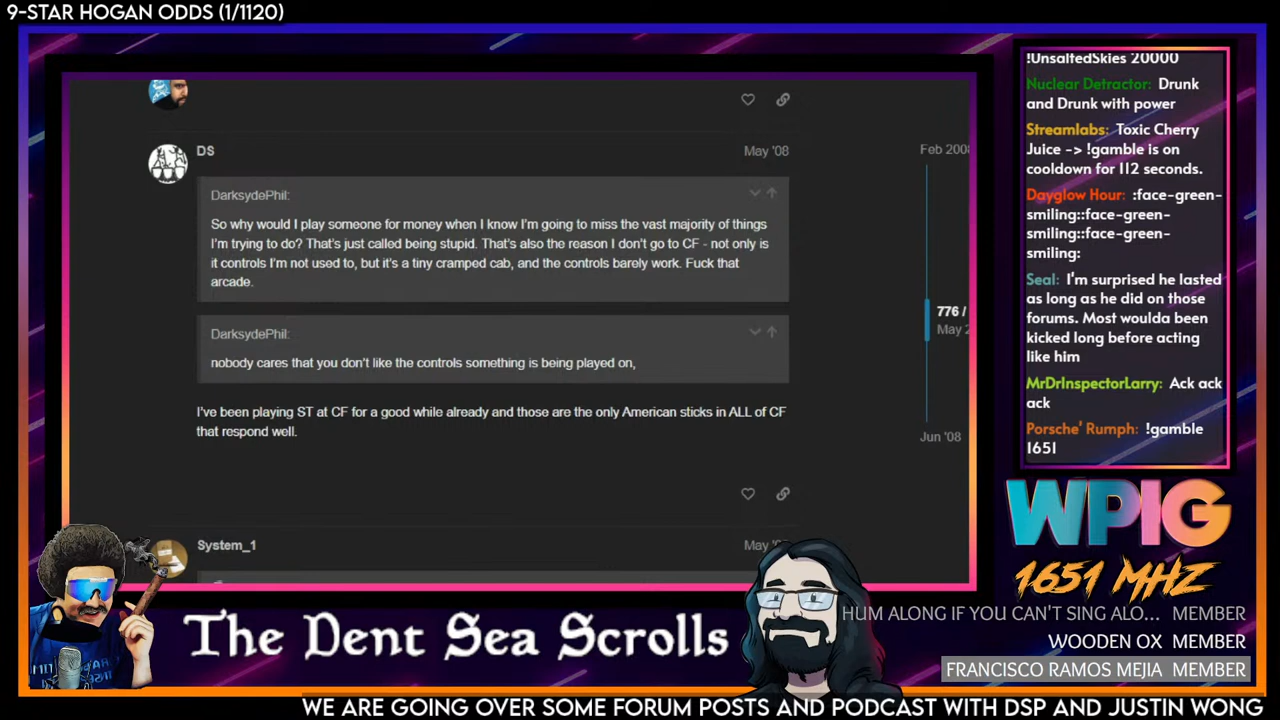 9-STAR HOGAN ODDS (1/1120)
DS
May '08
DarksydePhil:
So why would I play someone for money when I know I'm going to miss the vast majority of things
I'm trying to do? That's just called being stupid. That's also the reason I don't go to CF - not only is
it controls I'm not used to, but it's a tiny cramped cab, and the controls barely work. Fuck that
arcade.
DarksydePhil:
nobody cares that you don't like the controls something is being played on,
I've been playing ST at CF for a good while already and those are the only American sticks in ALL of CF
that respond well.
System_1
May
Feb 2008
776 /
May 2
Jun '08
!UnsaltedSkies 20000
Nuclear Detractor: Drunk
and Drunk with power
Streamlabs: Toxic Cherry
Juice -> !gamble is on
cooldown for 112 seconds.
Dayglow Hour: :face-green-
smiling::face-green-
smiling::face-green-
smiling:
Seal: I'm surprised he lasted
as long as he did on those
forums. Most woulda been
kicked long before acting
like him
MrDrInspectorLarry: Ack ack
ack
Porsche' Rumph: !gamble
1651
WPIG
1651 MHZ
HUM ALONG IF YOU CAN'T SING ALO... MEMBER
WOODEN OX MEMBER
FRANCISCO RAMOS MEJIA MEMBER
The Dent Sea Scrolls
WE ARE GOING OVER SOME FORUM POSTS AND PODCAST WITH DSP AND JUSTIN WONG